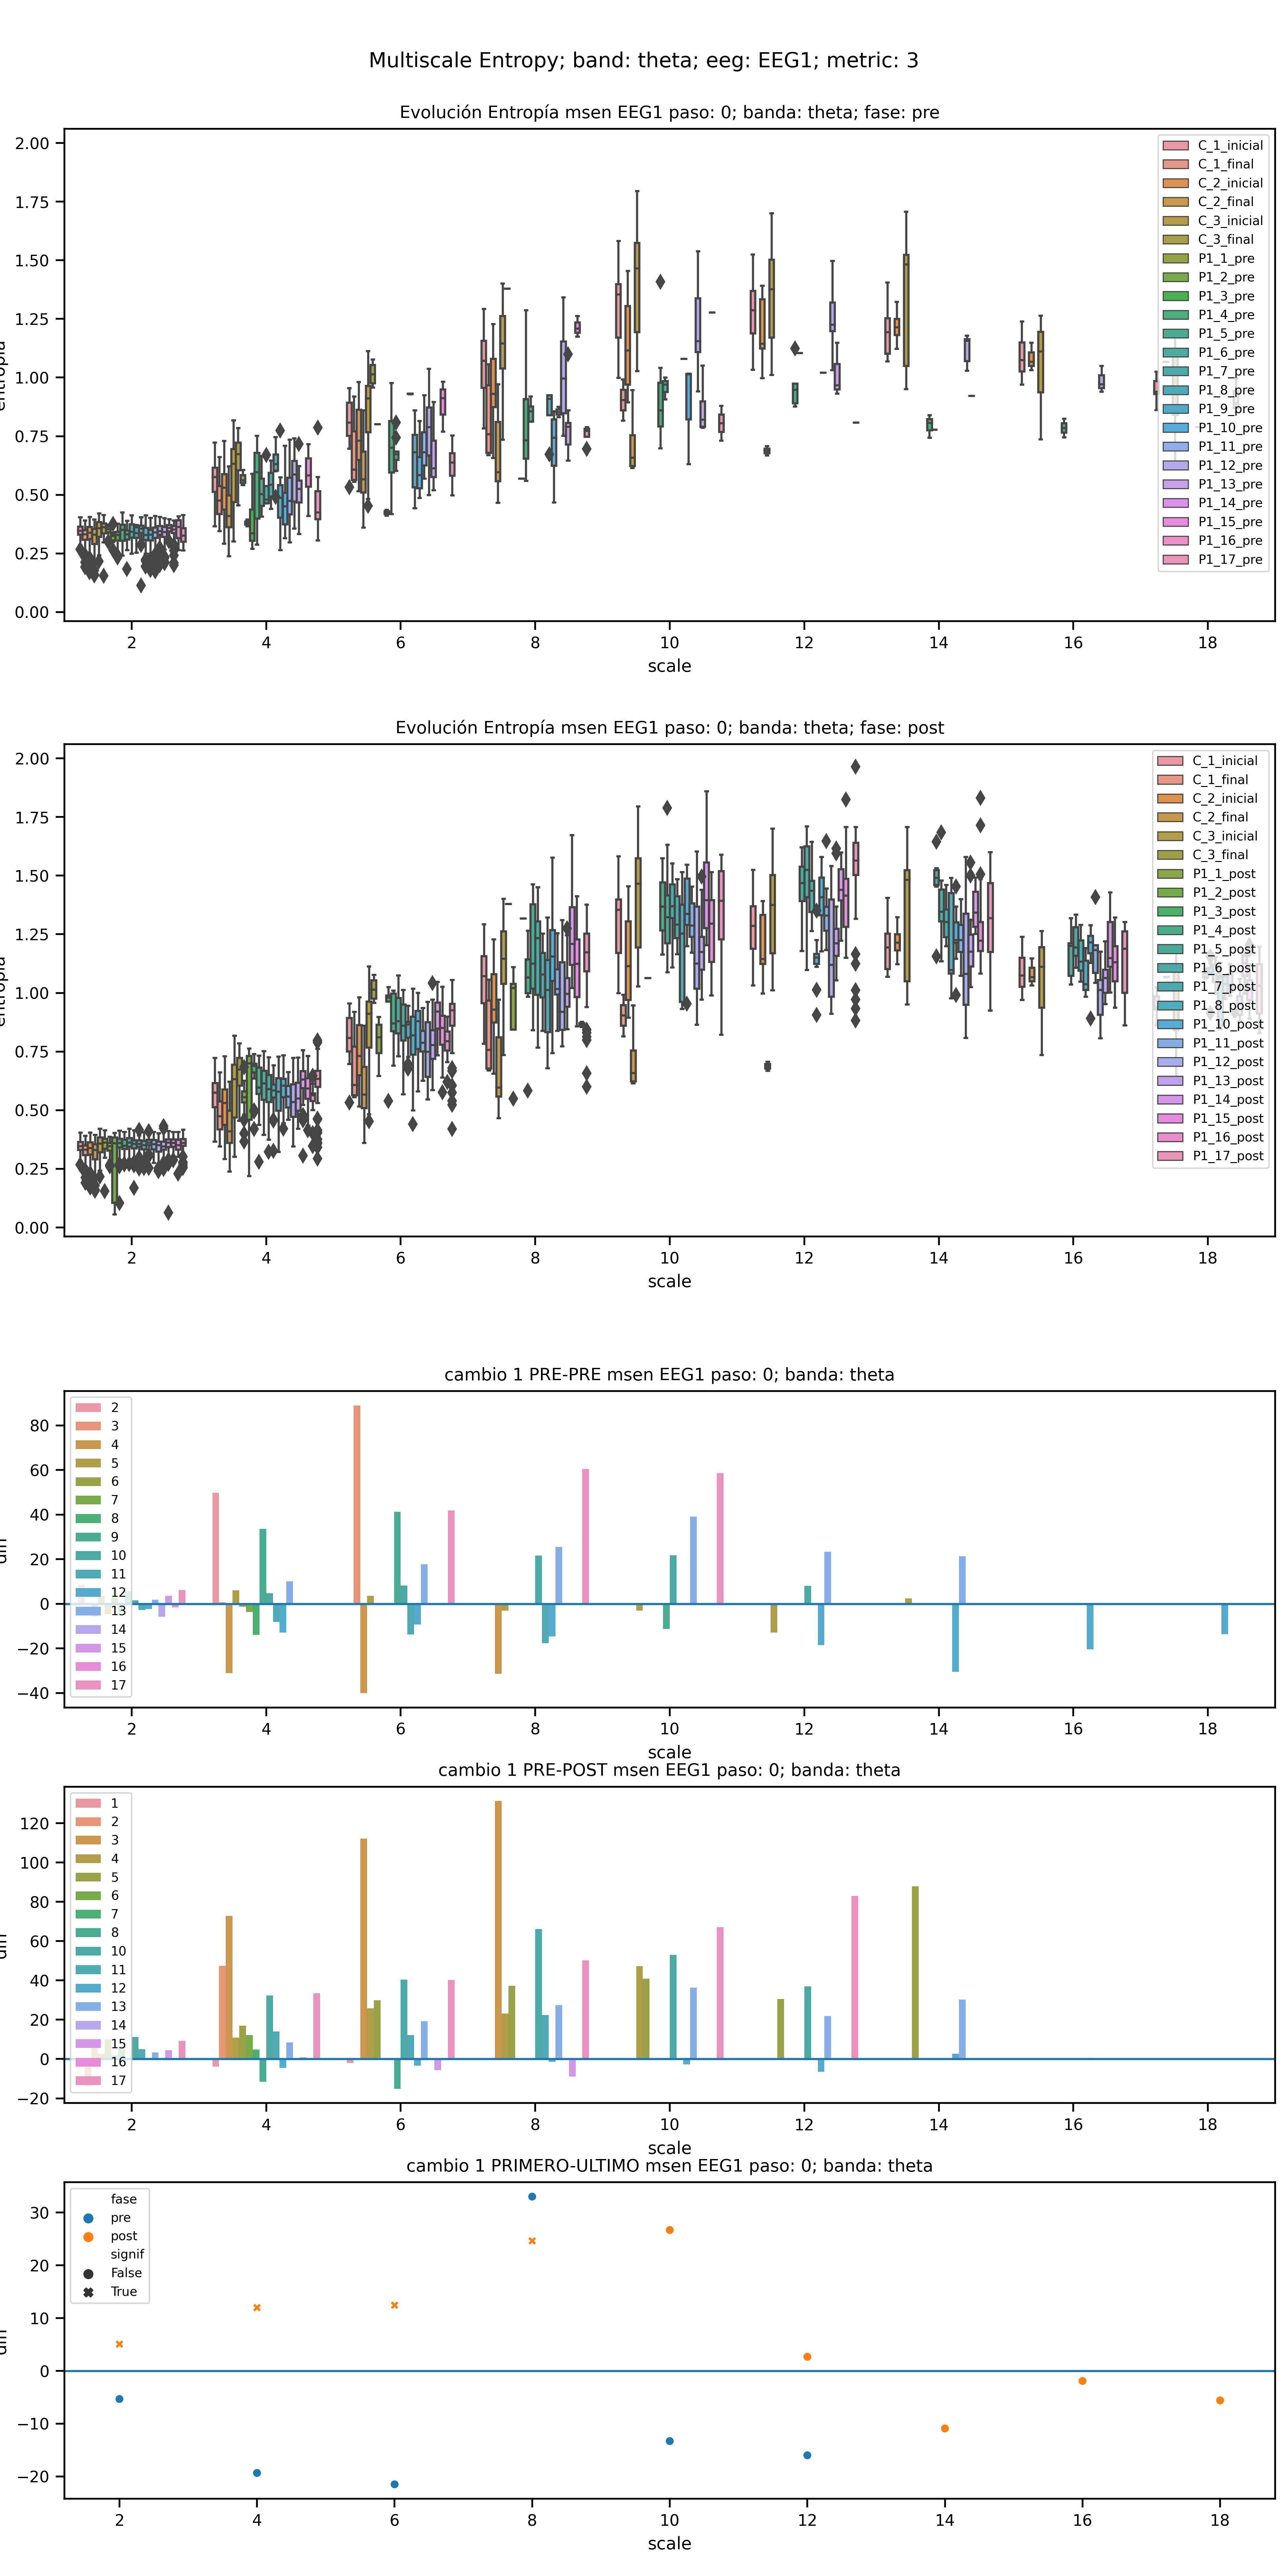 Multiscale Entropy; band: theta; eeg: EEG1; metric: 3
Evolución Entropía msen EEG1 paso: 0; banda: theta; fase: pre
2.00
1.75
1.50
1.25
1.00
0.75
0.50
0.25
0.00
C_1_inicial
C_1_final
C_2_inicial
C_2_final
C_3_inicial
C_3_final
P1_1_pre
P1_2_pre
P1_3_pre
P1_4_pre
P1_5_pre
P1_6_pre
P1_7_pre
P1_8_pre
P1_9_pre
P1_10_pre
P1_11_pre
P1_12_pre
P1_13_pre
P1_14_pre
P1_15_pre
P1_16_pre
P1_17_pre
2 4 6 8 10 12 14 16 18
scale
Evolución Entropía msen EEG1 paso: 0; banda: theta; fase: post
2.00
1.75
1.50
1.25
1.00
0.75
0.50
0.25
0.00
C_1_inicial
C_1_final
C_2_inicial
C_2_final
C_3_inicial
C_3_final
P1_1_post
P1_2_post
P1_3_post
P1_4_post
P1_5_post
P1_6_post
P1_7_post
P1_8_post
P1_10_post
P1_11_post
P1_12_post
P1_13_post
P1_14_post
P1_15_post
P1_16_post
P1_17_post
2 4 6 8 10 12 14 16 18
scale
cambio 1 PRE-PRE msen EEG1 paso: 0; banda: theta
80
60
40
20
0
−20
−40
2
3
4
5
6
7
8
9
10
11
12
13
14
15
16
17
2 4 6 8 10 12 14 16 18
scale
cambio 1 PRE-POST msen EEG1 paso: 0; banda: theta
120
100
80
60
40
20
0
−20
1
2
3
4
5
6
7
8
10
11
12
13
14
15
16
17
2 4 6 8 10 12 14 16 18
scale
cambio 1 PRIMERO-ULTIMO msen EEG1 paso: 0; banda: theta
30
20
10
0
−10
−20
fase
pre
post
signif
False
True
2 4 6 8 10 12 14 16 18
scale